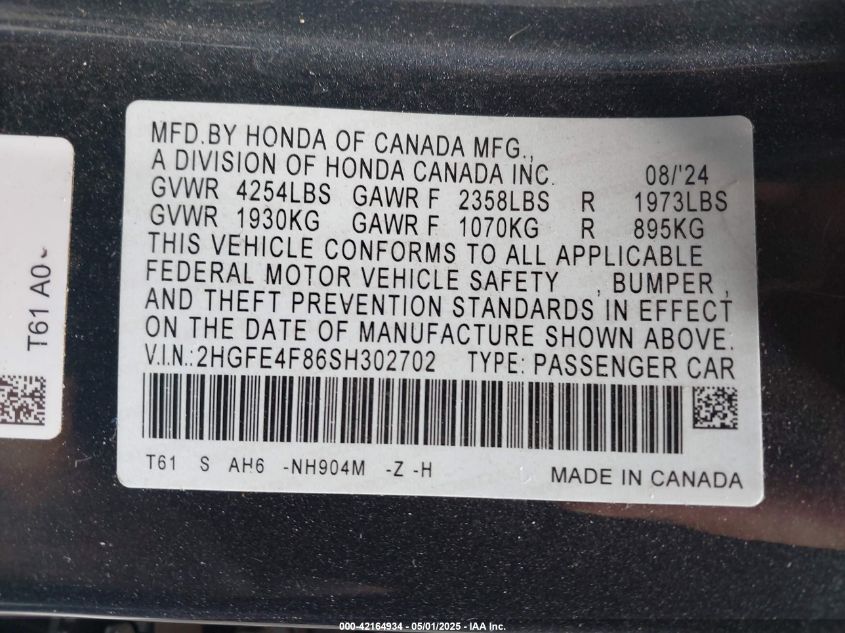 MFD.BY HONDA OF CANADA MFG.,
A DIVISION OF HONDA CANADA INC. 08/'24
GVWR 4254LBS GAWR F 2358LBS R 1973LBS
GVWR 1930KG GAWR F 1070KG R 895KG
THIS VEHICLE CONFORMS TO ALL APPLICABLE
FEDERAL MOTOR VEHICLE SAFETY , BUMPER ,
AND THEFT PREVENTION STANDARDS IN EFFECT
ON THE DATE OF MANUFACTURE SHOWN ABOVE.
V.I.N.:2HGFE4F86SH302702 TYPE: PASSENGER CAR
T61 S AH6 -NH904M -Z -H
MADE IN CANADA
T61 A0
000-42164934 - 05/01/2025 - IAA Inc.